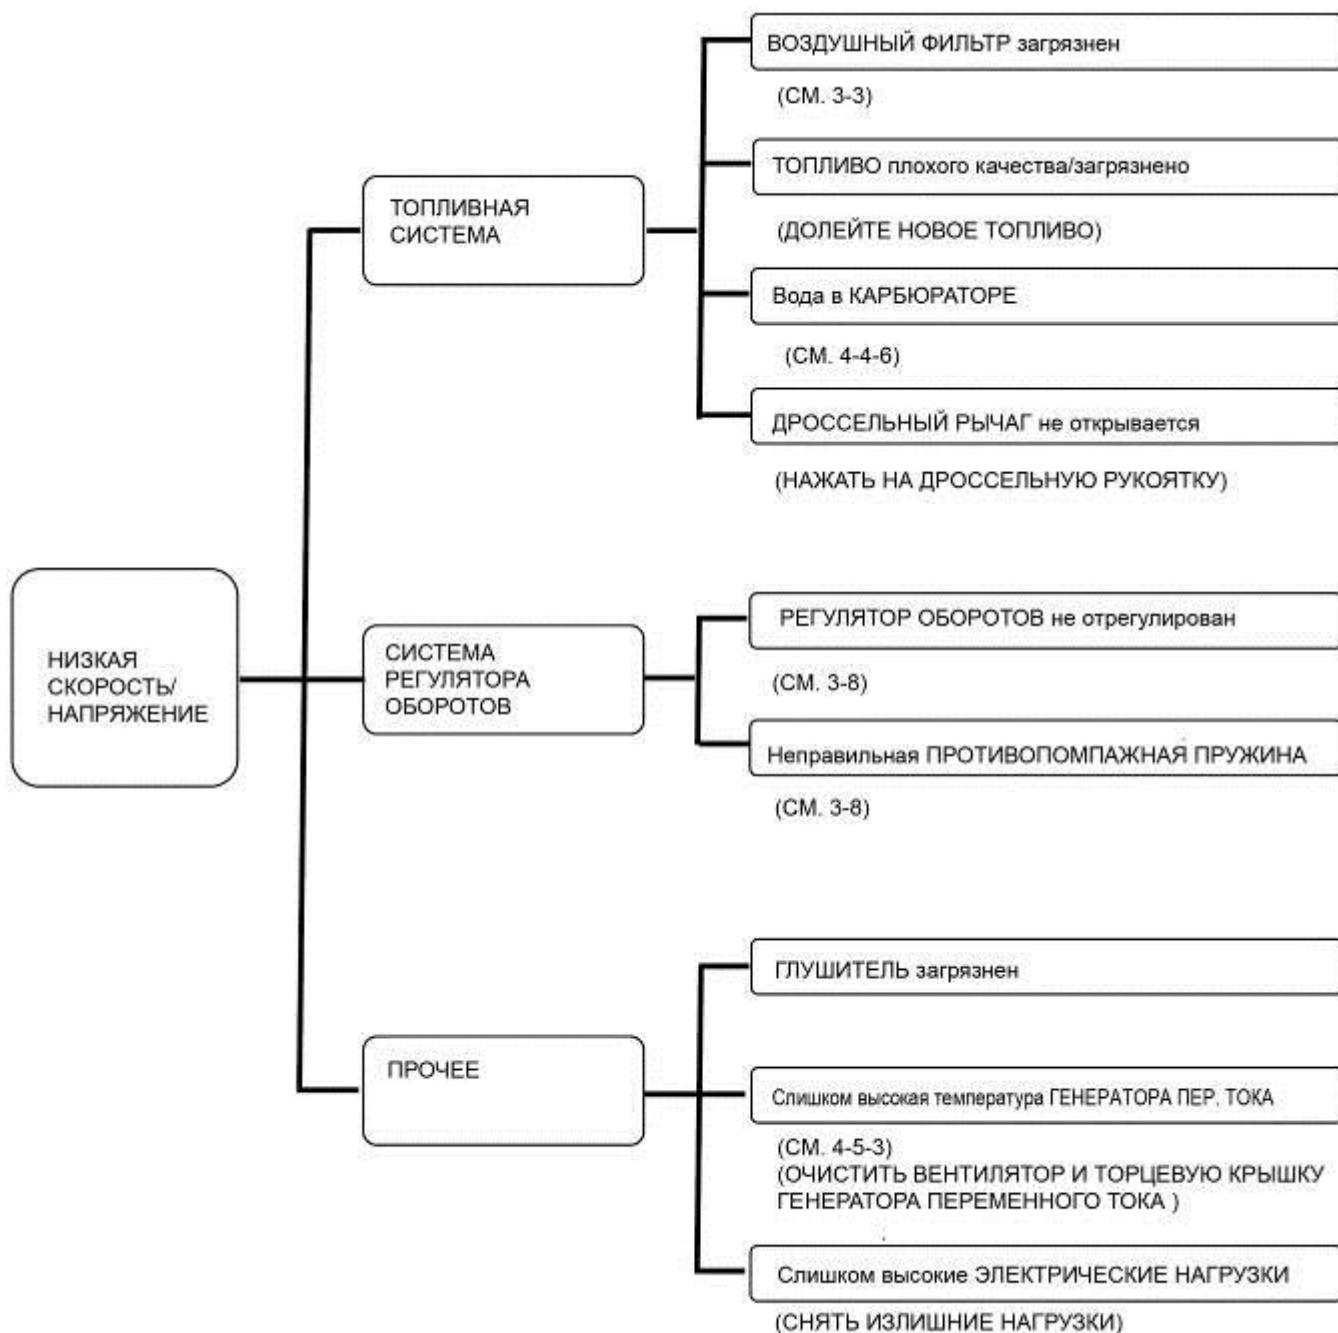 НИЗКАЯ
СКОРОСТЬ/
НАПРЯЖЕНИЕ
ТОПЛИВНАЯ
СИСТЕМА
ВОЗДУШНЫЙ ФИЛЬТР загрязнен
(СМ. 3-3)
ТОПЛИВО плохого качества/загрязнено
(ДОЛЕЙТЕ НОВОЕ ТОПЛИВО)
Вода в КАРБЮРАТОРЕ
(СМ. 4-4-6)
ДРОССЕЛЬНЫЙ РЫЧАГ не открывается
(НАЖАТЬ НА ДРОССЕЛЬНУЮ РУКОЯТКУ)
СИСТЕМА
РЕГУЛЯТОРА
ОБОРОТОВ
РЕГУЛЯТОР ОБОРОТОВ не отрегулирован
(СМ. 3-8)
Неправильная ПРОТИВОПОМПАЖНАЯ ПРУЖИНА
(СМ. 3-8)
ПРОЧЕЕ
ГЛУШИТЕЛЬ загрязнен
Слишком высокая температура ГЕНЕРАТОРА ПЕР. ТОКА
(СМ. 4-5-3)
(ОЧИСТИТЬ ВЕНТИЛЯТОР И ТОРЦЕВУЮ КРЫШКУ
ГЕНЕРАТОРА ПЕРЕМЕННОГО ТОКА )
Слишком высокие ЭЛЕКТРИЧЕСКИЕ НАГРУЗКИ
(СНЯТЬ ИЗЛИШНИЕ НАГРУЗКИ)